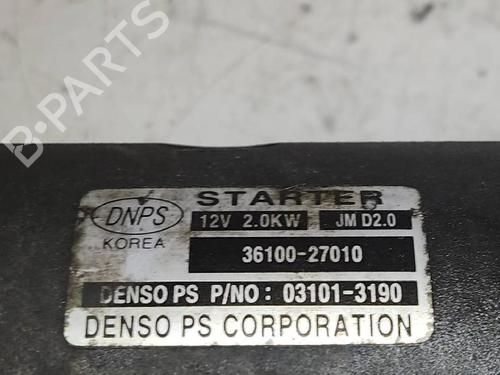 B-PARTS
STARTER
DNPS
12V 2.0KW JM D2.0
KOREA
36100-27010
DENSO PS P/NO: 03101-3190
DENSO PS CORPORATION